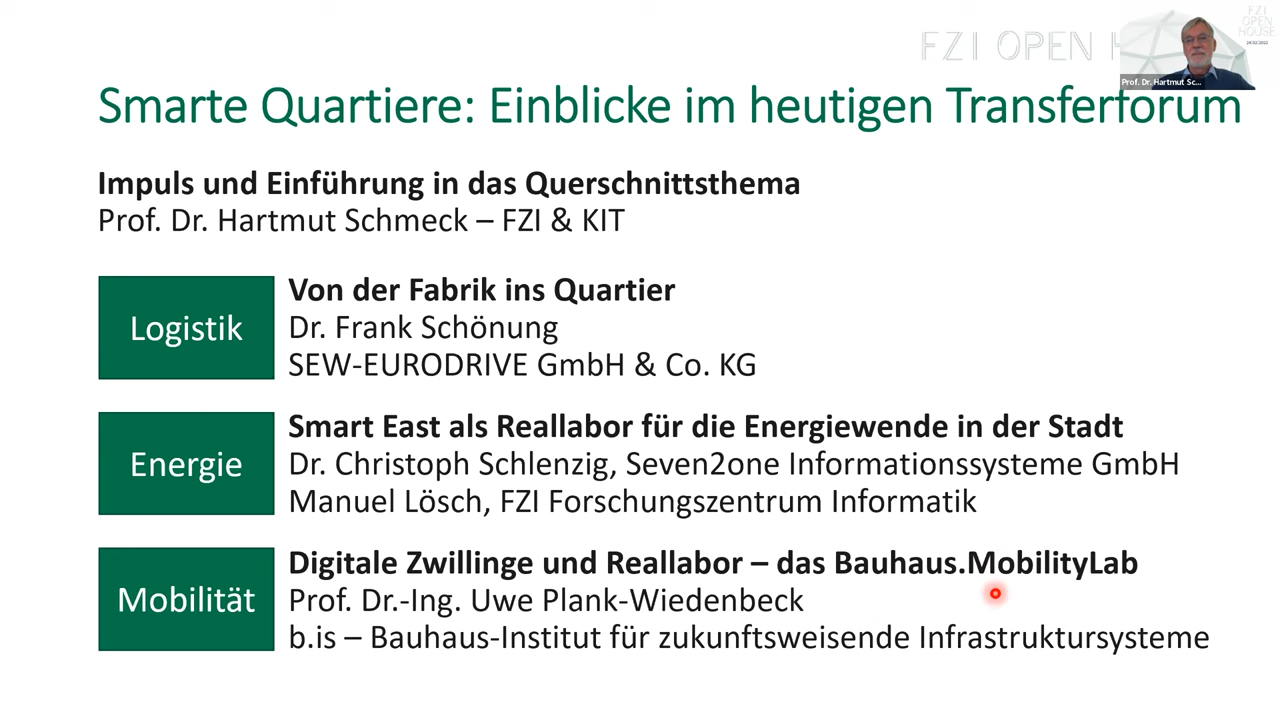 FZI OPEN H
FZI
OPEN
HOUSE
24/02/2022
Prof. Dr. Hartmut Sc...
Smarte Quartiere: Einblicke im heutigen Transferforum
Impuls und Einführung in das Querschnittsthema
Prof. Dr. Hartmut Schmeck – FZI & KIT
Logistik
Von der Fabrik ins Quartier
Dr. Frank Schönung
SEW-EURODRIVE GmbH & Co. KG
Energie
Smart East als Reallabor für die Energiewende in der Stadt
Dr. Christoph Schlenzig, Seven2one Informationssysteme GmbH
Manuel Lösch, FZI Forschungszentrum Informatik
Mobilität
Digitale Zwillinge und Reallabor – das Bauhaus.MobilityLab
Prof. Dr.-Ing. Uwe Plank-Wiedenbeck
b.is – Bauhaus-Institut für zukunftsweisende Infrastruktursysteme